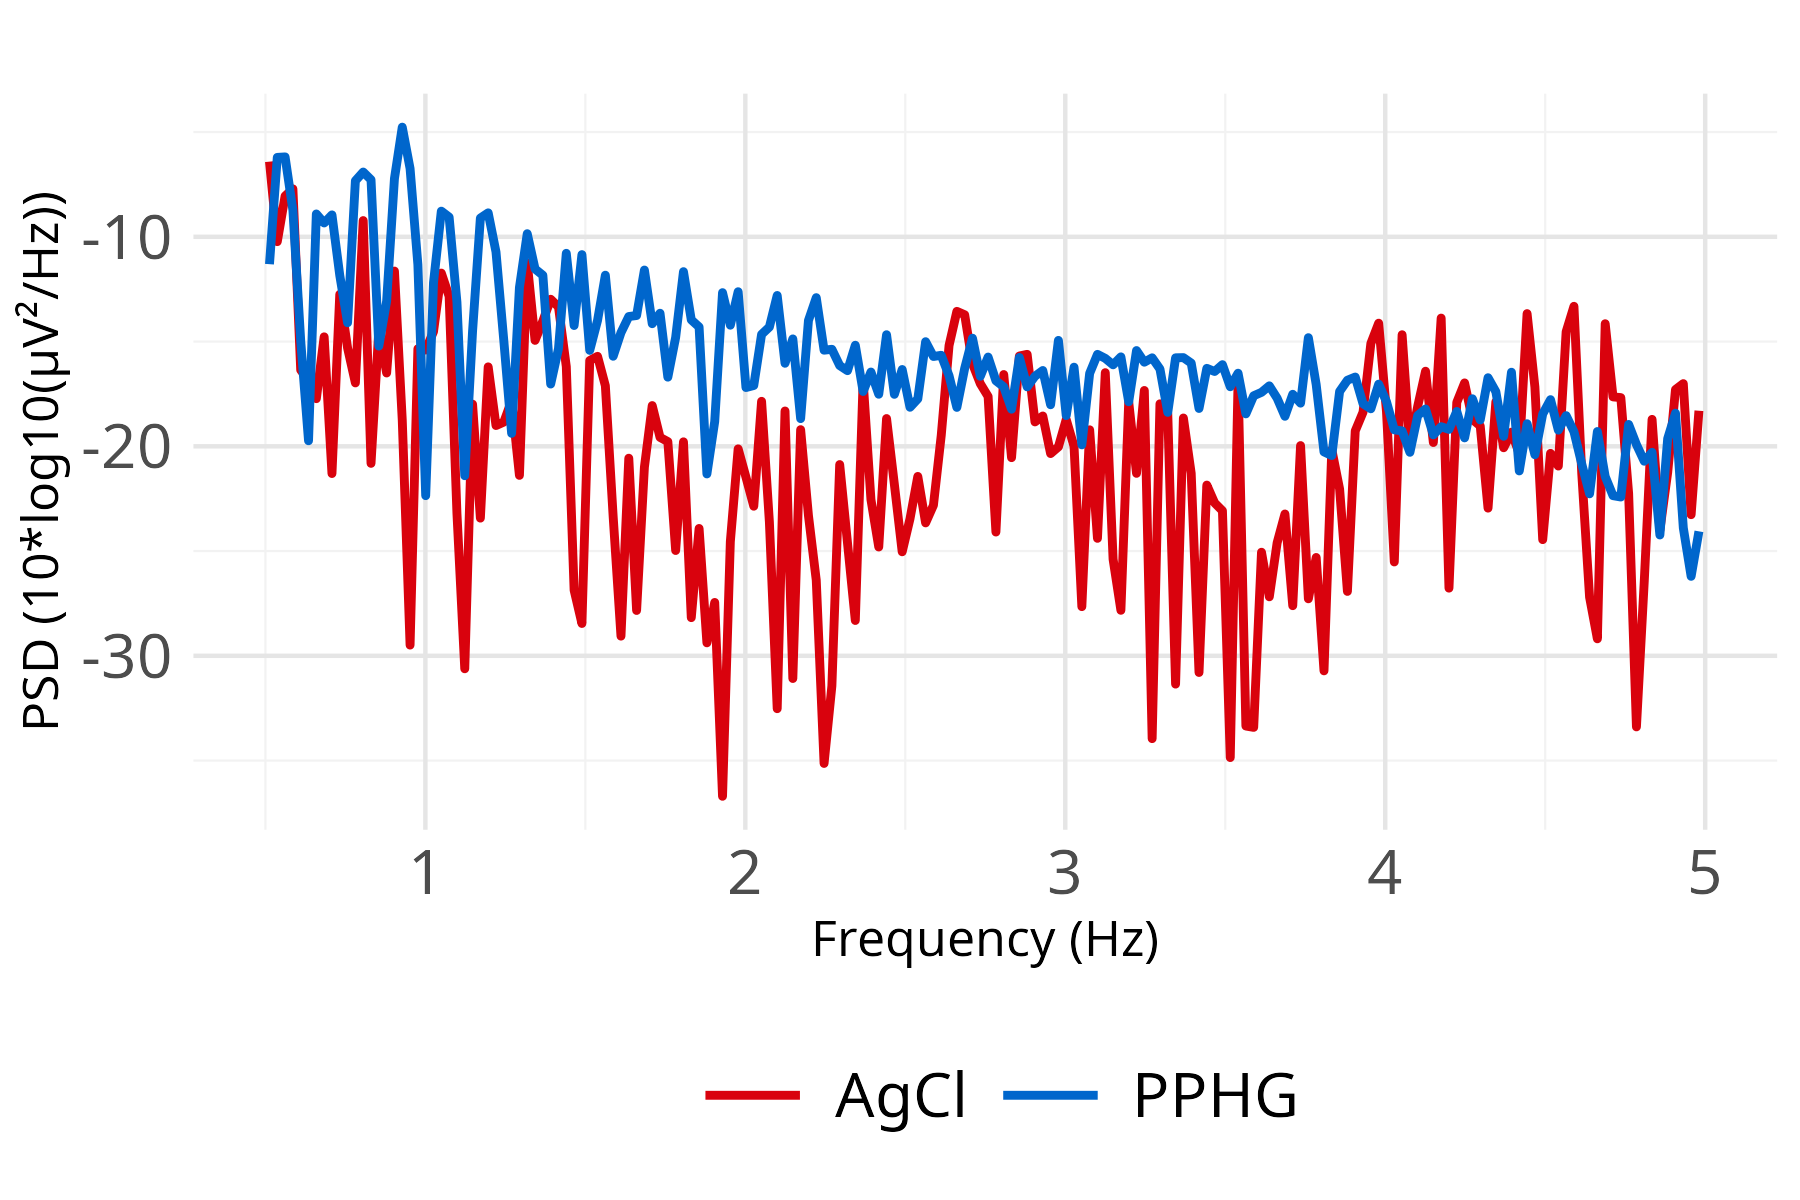 PSD (10*log10(µV²/Hz))
-10
-20
-30
1 2 3 4 5
Frequency (Hz)
AgCl PPHG